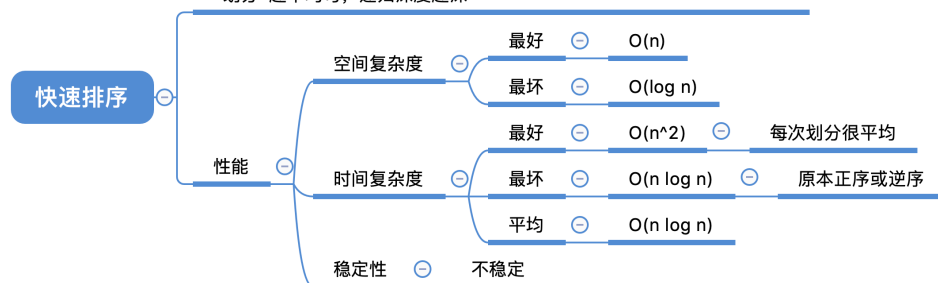 快速排序
性能
空间复杂度
最好
O(n)
最坏
O(log n)
时间复杂度
最好
O(n^2)
每次划分很平均
最坏
O(n log n)
原本正序或逆序
平均
O(n log n)
稳定性
不稳定